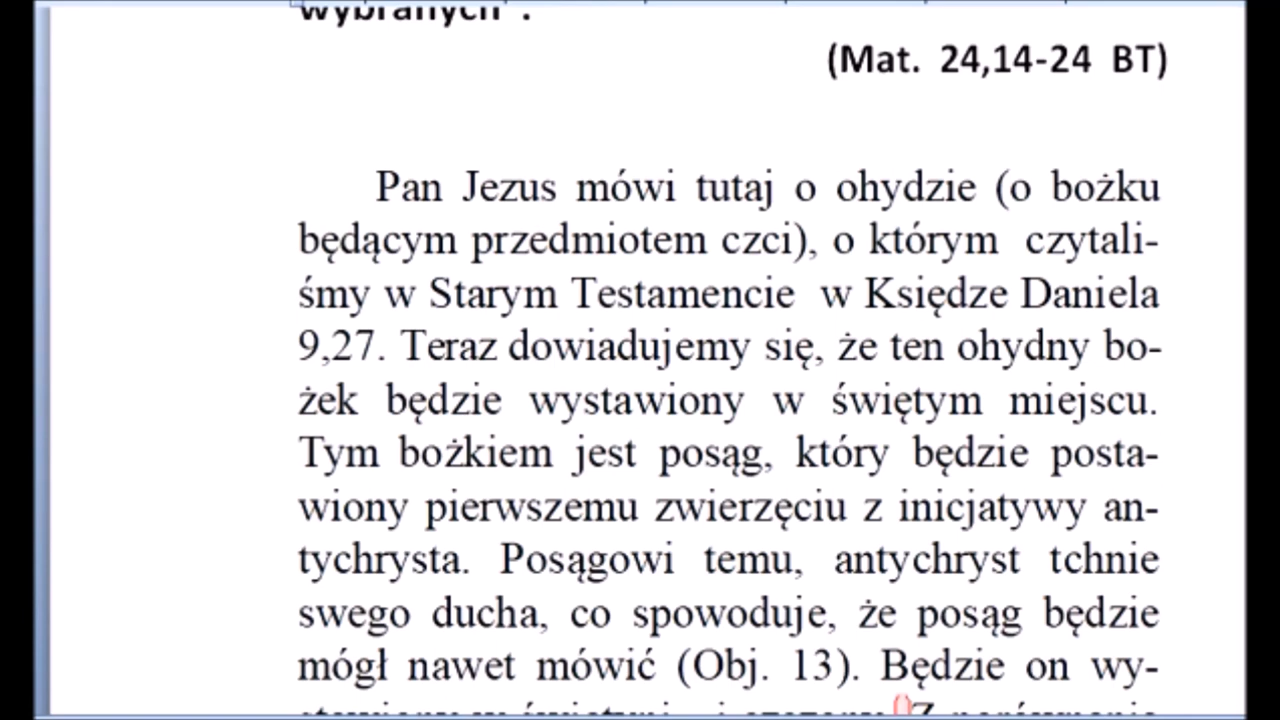 wybranych".
(Mat. 24,14-24 BT)
Pan Jezus mówi tutaj o ohydzie (o bożku
będącym przedmiotem czci), o którym czytali-
śmy w Starym Testamencie w Księdze Daniela
9,27. Teraz dowiadujemy się, że ten ohydny bo-
żek będzie wystawiony w świętym miejscu.
Tym bożkiem jest posąg, który będzie posta-
wiony pierwszemu zwierzęciu z inicjatywy an-
tychrysta. Posągowi temu, antychryst tchnie
swego ducha, co spowoduje, że posąg będzie
mógł nawet mówić (Obj. 13). Będzie on wy-